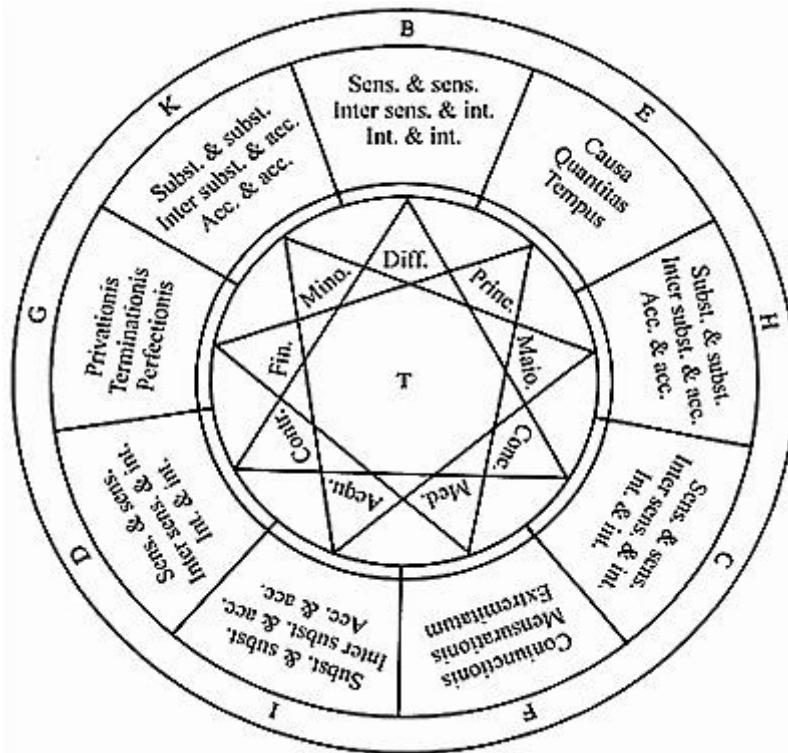 B
Sens. & sens.
Inter sens. & int.
Int. & int.
E
Causa
Quantitas
Tempus
H
Subst. & subst.
Inter subst. & acc.
Acc. & acc.
C
Sens. & sens.
Inter sens. & int.
Int. & int.
F
Coniunctionis
Mensurationis
Extremitatum
I
Subst. & subst.
Inter subst. & acc.
Acc. & acc.
D
Sens. & sens.
Inter sens. & int.
Int. & int.
G
Privationis
Terminationis
Perfectionis
K
Subst. & subst.
Inter subst. & acc.
Acc. & acc.
Diff.
Princ.
Maio.
Conc.
Med.
Aequ.
Contr.
Fin.
Mino.
T